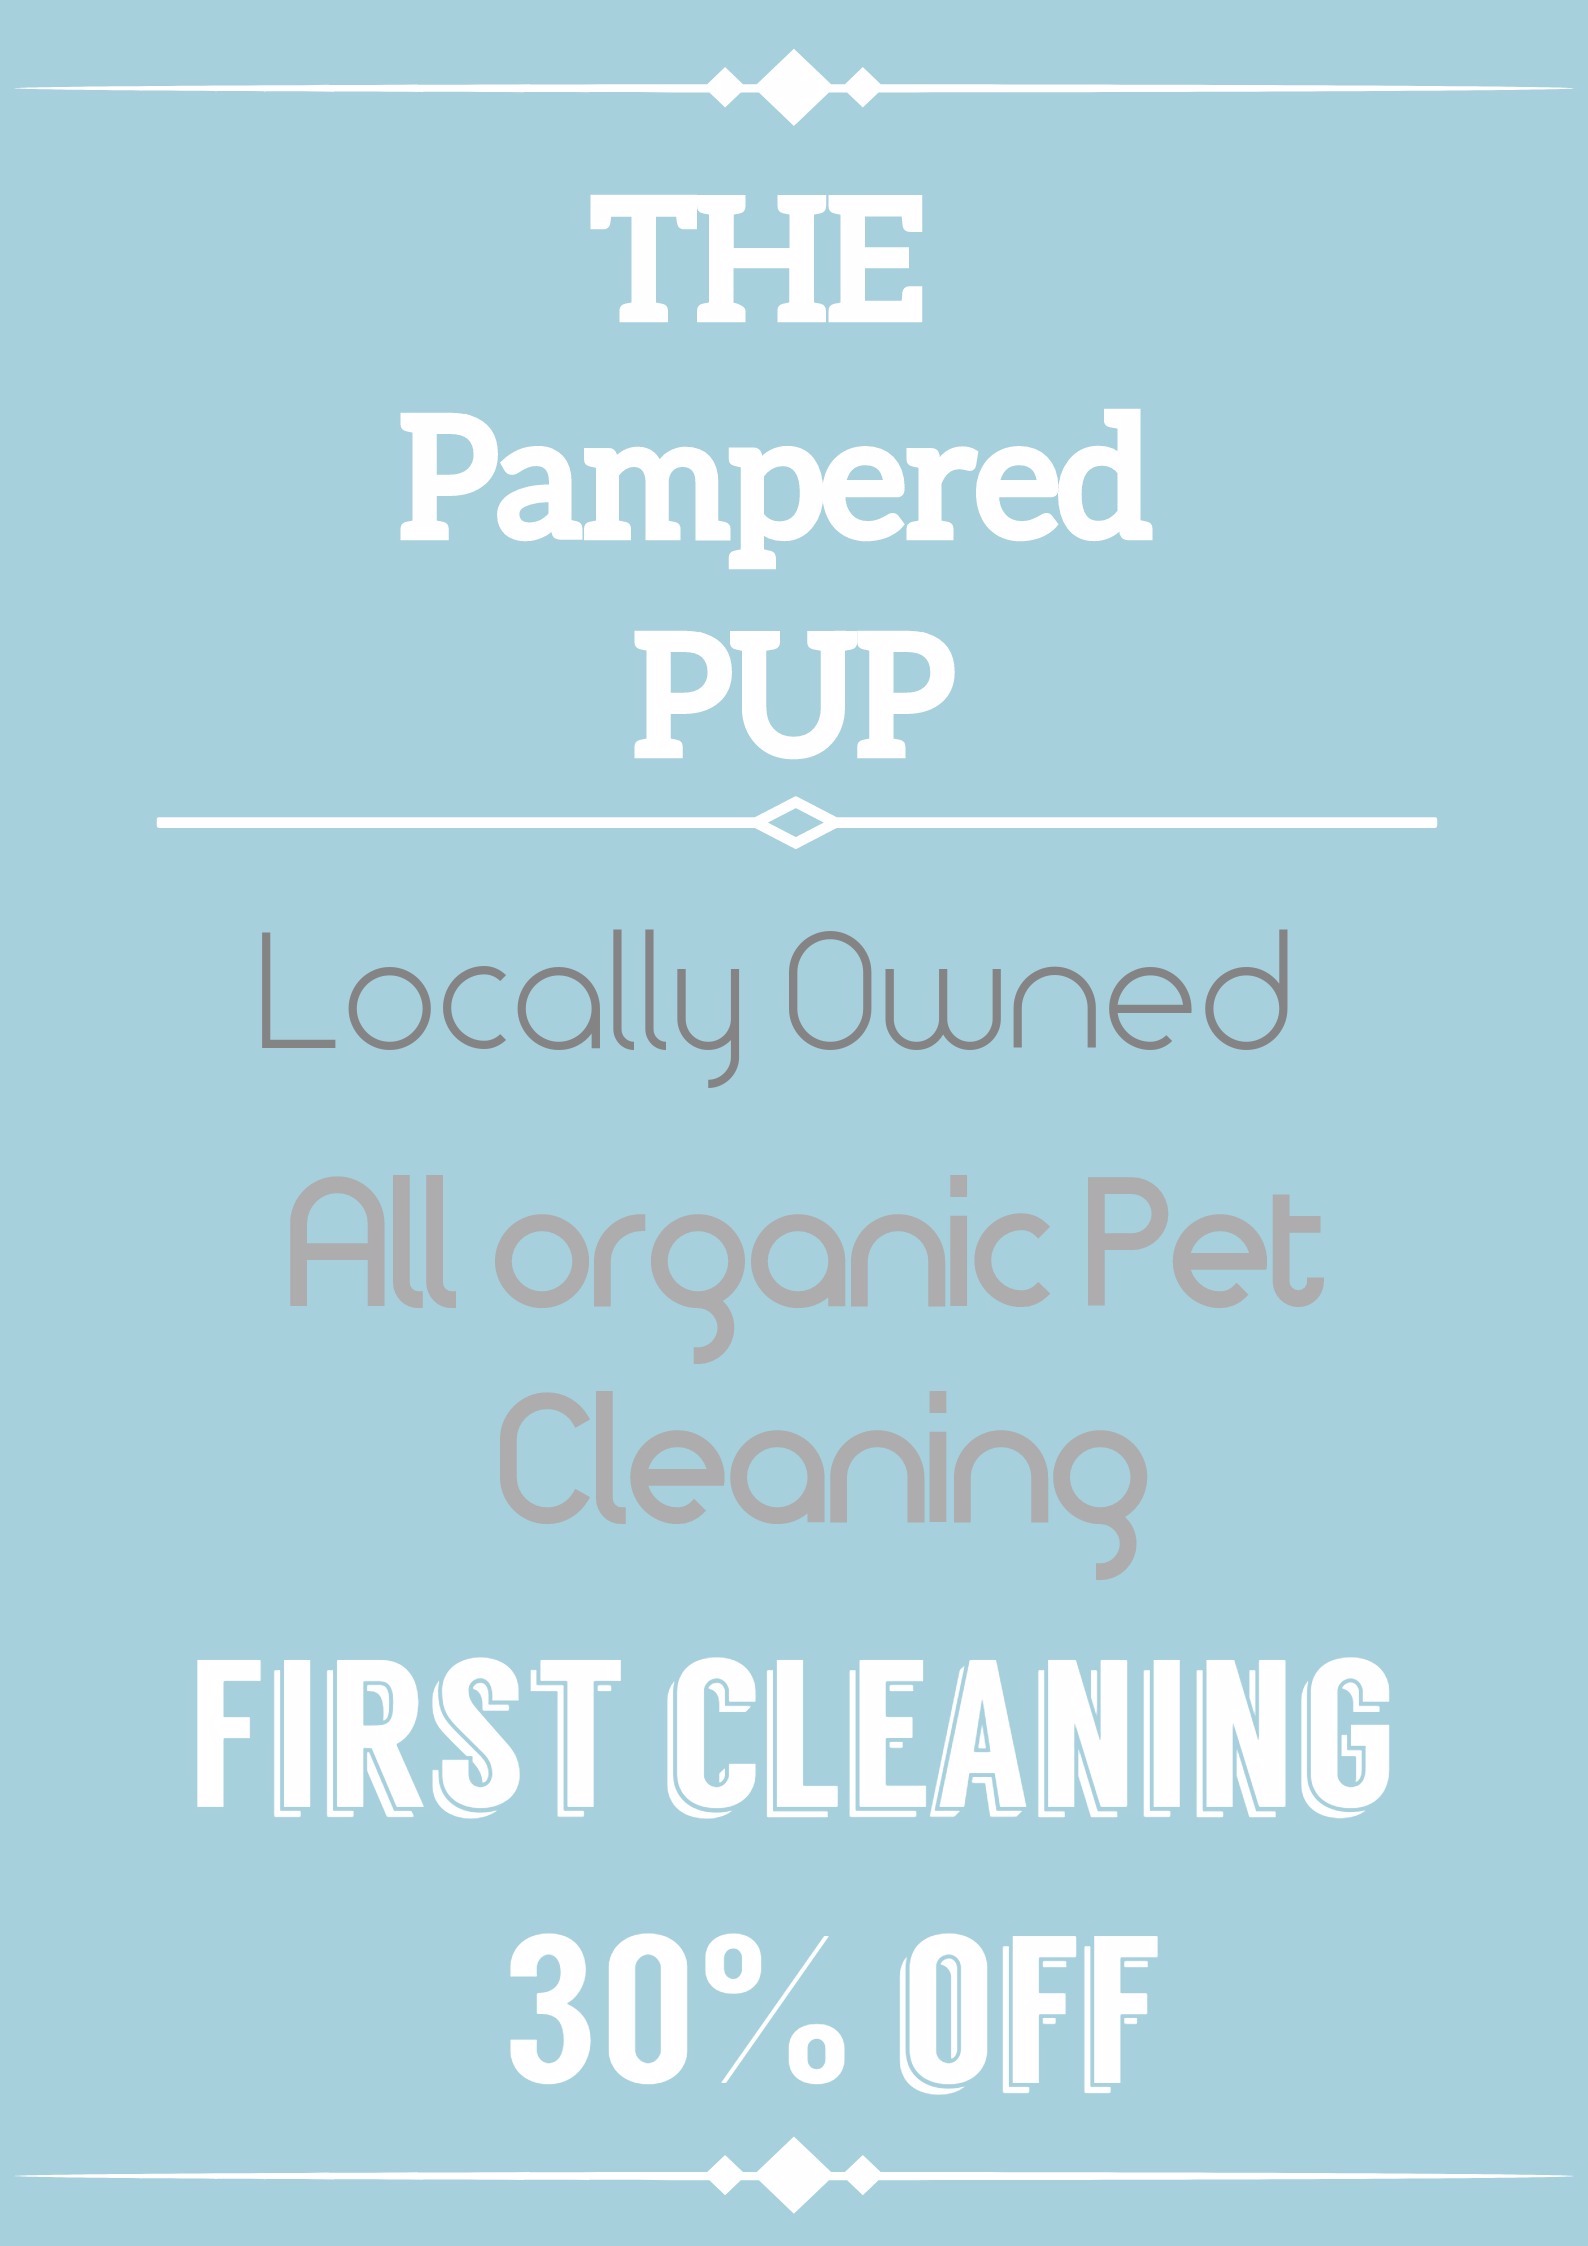 THE
Pampered
PUP
Locally Owned
All organic Pet
Cleaning
FIRST CLEANING
30% OFF